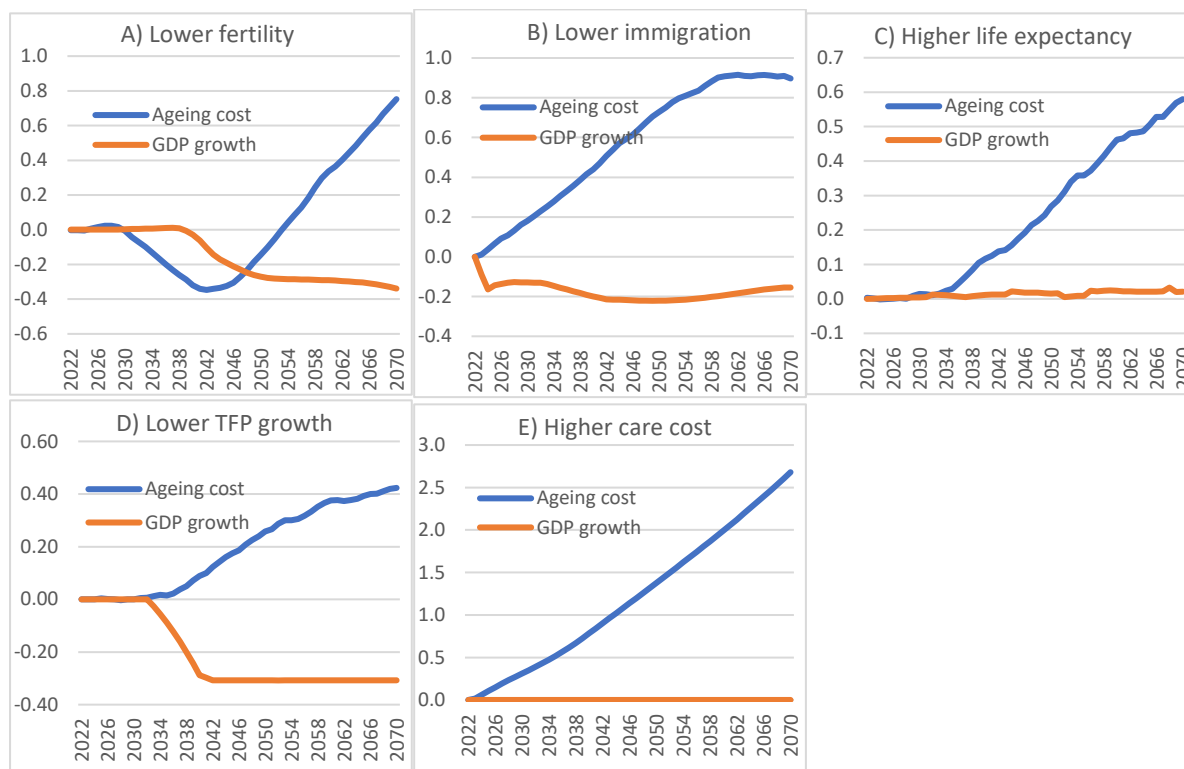 A) Lower fertility
1.0
0.8
0.6
0.4
0.2
0.0
-0.2
-0.4
-0.6
Ageing cost
GDP growth
2022 2026 2030 2034 2038 2042 2046 2050 2054 2058 2062 2066 2070
B) Lower immigration
1.0
0.8
0.6
0.4
0.2
0.0
-0.2
-0.4
Ageing cost
GDP growth
2022 2026 2030 2034 2038 2042 2046 2050 2054 2058 2062 2066 2070
C) Higher life expectancy
0.7
0.6
0.5
0.4
0.3
0.2
0.1
0.0
-0.1
Ageing cost
GDP growth
2022 2026 2030 2034 2038 2042 2046 2050 2054 2058 2062 2066 2070
D) Lower TFP growth
0.60
0.40
0.20
0.00
-0.20
-0.40
Ageing cost
GDP growth
2022 2026 2030 2034 2038 2042 2046 2050 2054 2058 2062 2066 2070
E) Higher care cost
3.0
2.5
2.0
1.5
1.0
0.5
0.0
Ageing cost
GDP growth
2022 2026 2030 2034 2038 2042 2046 2050 2054 2058 2062 2066 2070